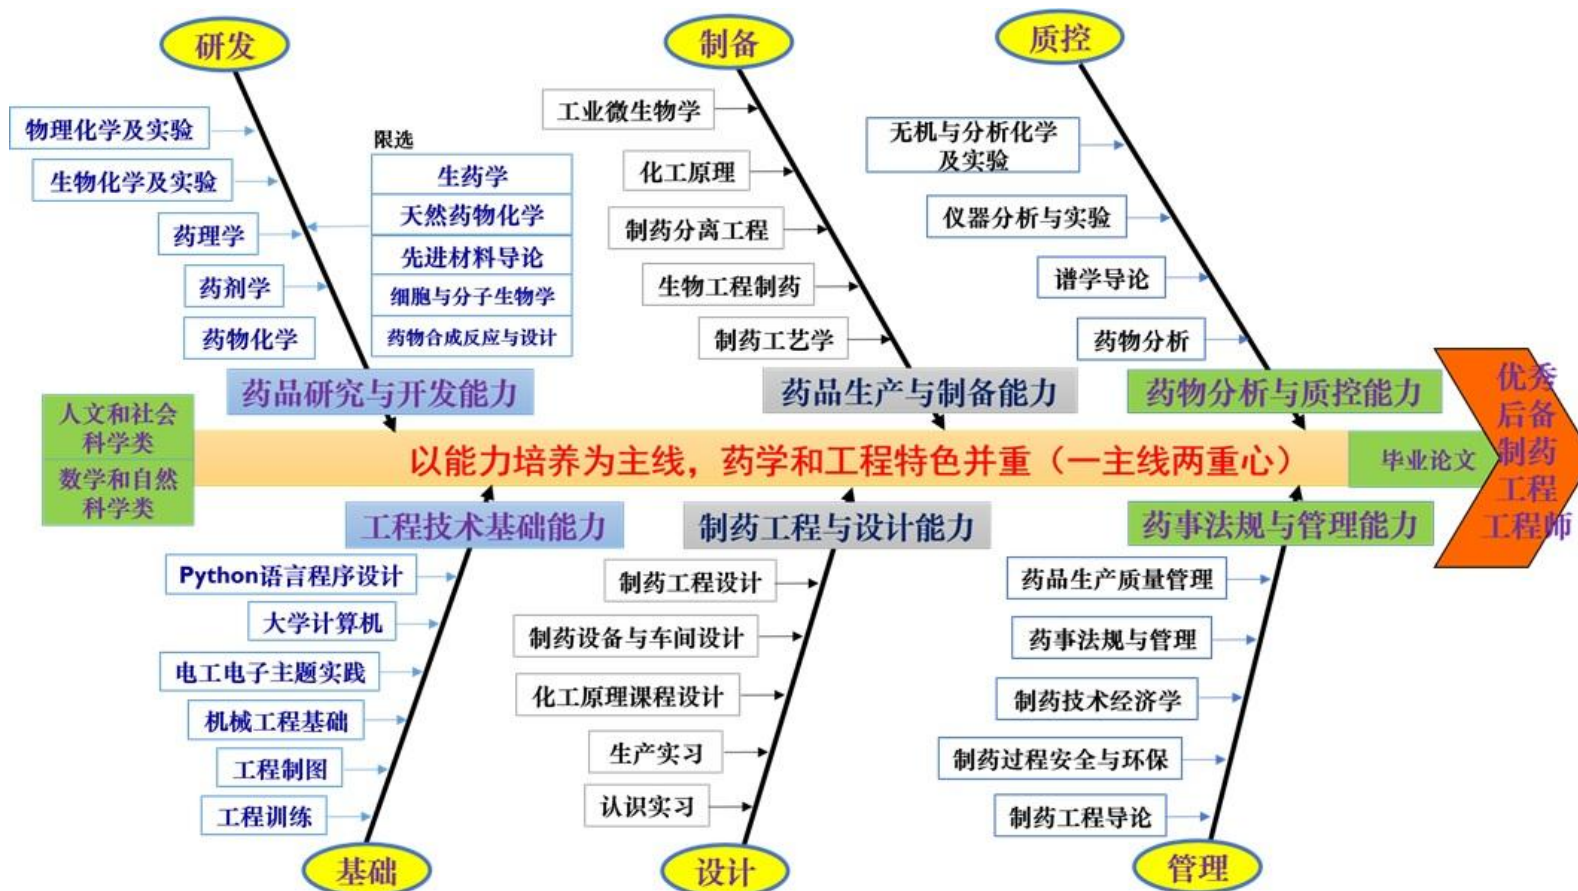 研发
制备
质控
物理化学及实验
生物化学及实验
药理学
药剂学
药物化学
限选
生药学
天然药物化学
先进材料导论
细胞与分子生物学
药物合成反应与设计
工业微生物学
化工原理
制药分离工程
生物工程制药
制药工艺学
无机与分析化学
及实验
仪器分析与实验
谱学导论
药物分析
药品研究与开发能力
药品生产与制备能力
药物分析与质控能力
人文和社会
科学类
数学和自然
科学类
以能力培养为主线，药学和工程特色并重（一主线两重心）
毕业论文
优秀
后备
制药
工程
工程师
工程技术基础能力
制药工程与设计能力
药事法规与管理能力
Python语言程序设计
大学计算机
电工电子主题实践
机械工程基础
工程制图
工程训练
制药工程设计
制药设备与车间设计
化工原理课程设计
生产实习
认识实习
药品生产质量管理
药事法规与管理
制药技术经济学
制药过程安全与环保
制药工程导论
基础
设计
管理